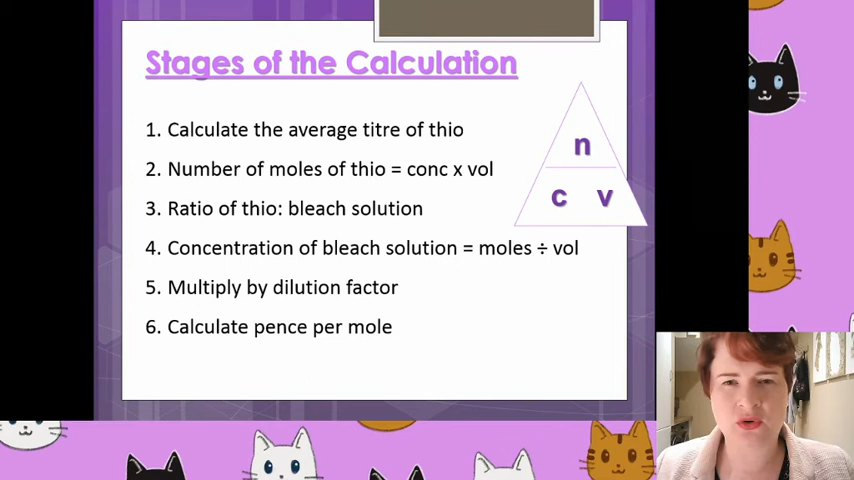 Stages of the Calculation
1. Calculate the average titre of thio
2. Number of moles of thio = conc x vol
3. Ratio of thio: bleach solution
4. Concentration of bleach solution = moles ÷ vol
5. Multiply by dilution factor
6. Calculate pence per mole
n
c v